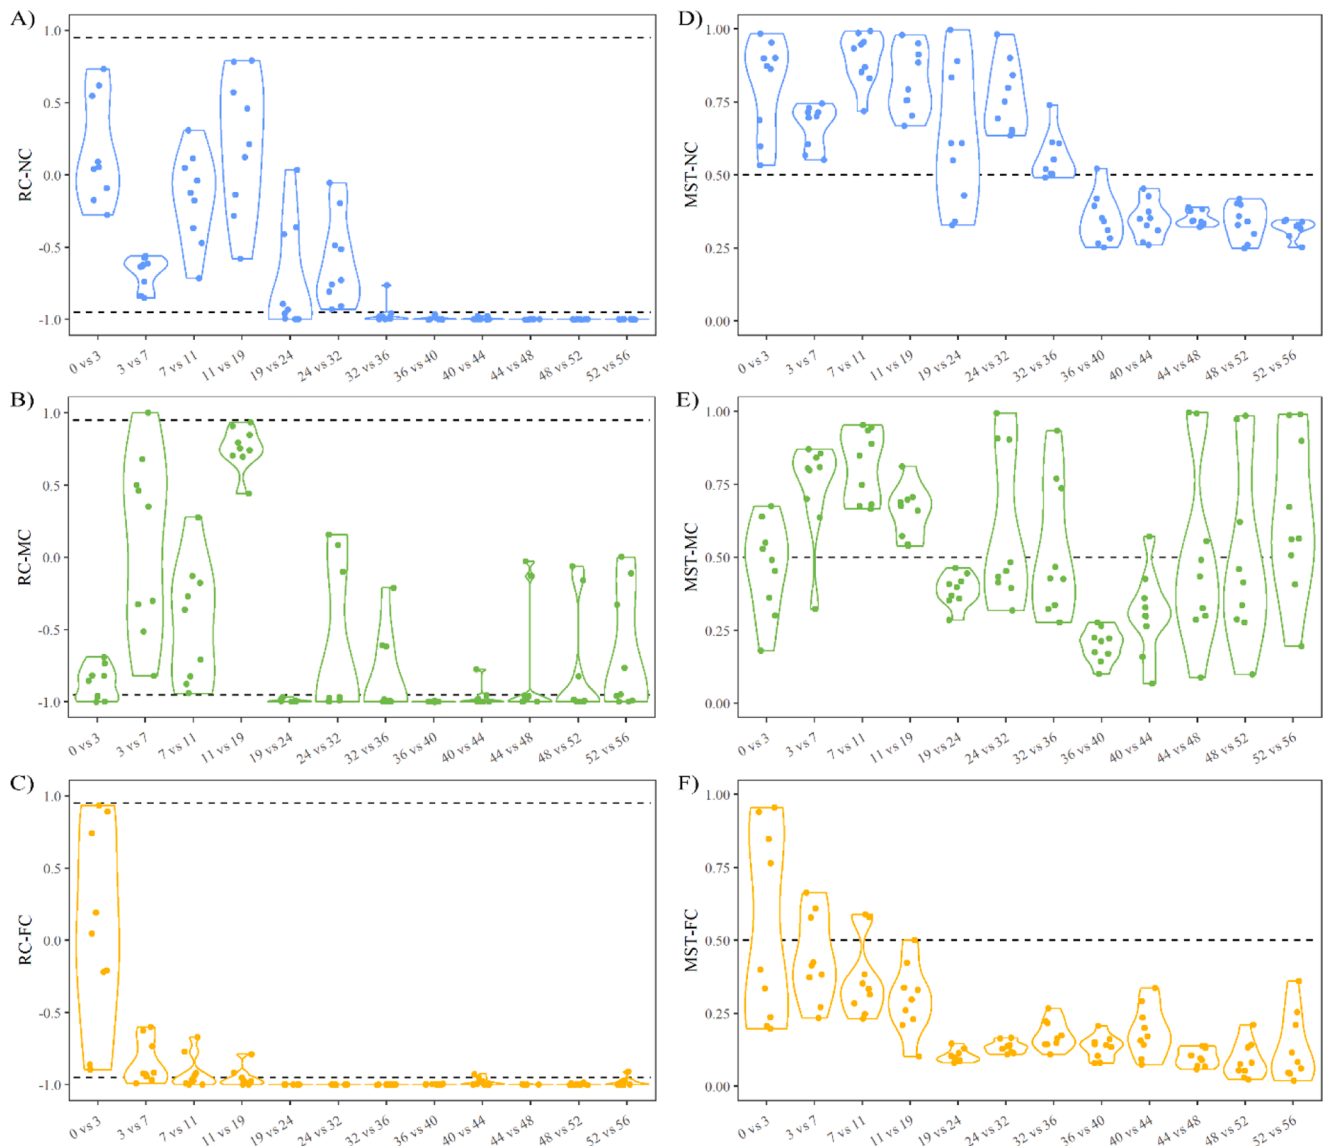 A)
RC-NC
1.0
0.5
0.0
-0.5
-1.0
0 vs 3
3 vs 7
7 vs 11
11 vs 19
19 vs 24
24 vs 32
32 vs 36
36 vs 40
40 vs 44
44 vs 48
48 vs 52
52 vs 56
D)
MST-NC
1.00
0.75
0.50
0.25
0.00
0 vs 3
3 vs 7
7 vs 11
11 vs 19
19 vs 24
24 vs 32
32 vs 36
36 vs 40
40 vs 44
44 vs 48
48 vs 52
52 vs 56
B)
RC-MC
1.0
0.5
0.0
-0.5
-1.0
0 vs 3
3 vs 7
7 vs 11
11 vs 19
19 vs 24
24 vs 32
32 vs 36
36 vs 40
40 vs 44
44 vs 48
48 vs 52
52 vs 56
E)
MST-MC
1.00
0.75
0.50
0.25
0.00
0 vs 3
3 vs 7
7 vs 11
11 vs 19
19 vs 24
24 vs 32
32 vs 36
36 vs 40
40 vs 44
44 vs 48
48 vs 52
52 vs 56
C)
RC-FC
1.0
0.5
0.0
-0.5
-1.0
0 vs 3
3 vs 7
7 vs 11
11 vs 19
19 vs 24
24 vs 32
32 vs 36
36 vs 40
40 vs 44
44 vs 48
48 vs 52
52 vs 56
F)
MST-FC
1.00
0.75
0.50
0.25
0.00
0 vs 3
3 vs 7
7 vs 11
11 vs 19
19 vs 24
24 vs 32
32 vs 36
36 vs 40
40 vs 44
44 vs 48
48 vs 52
52 vs 56